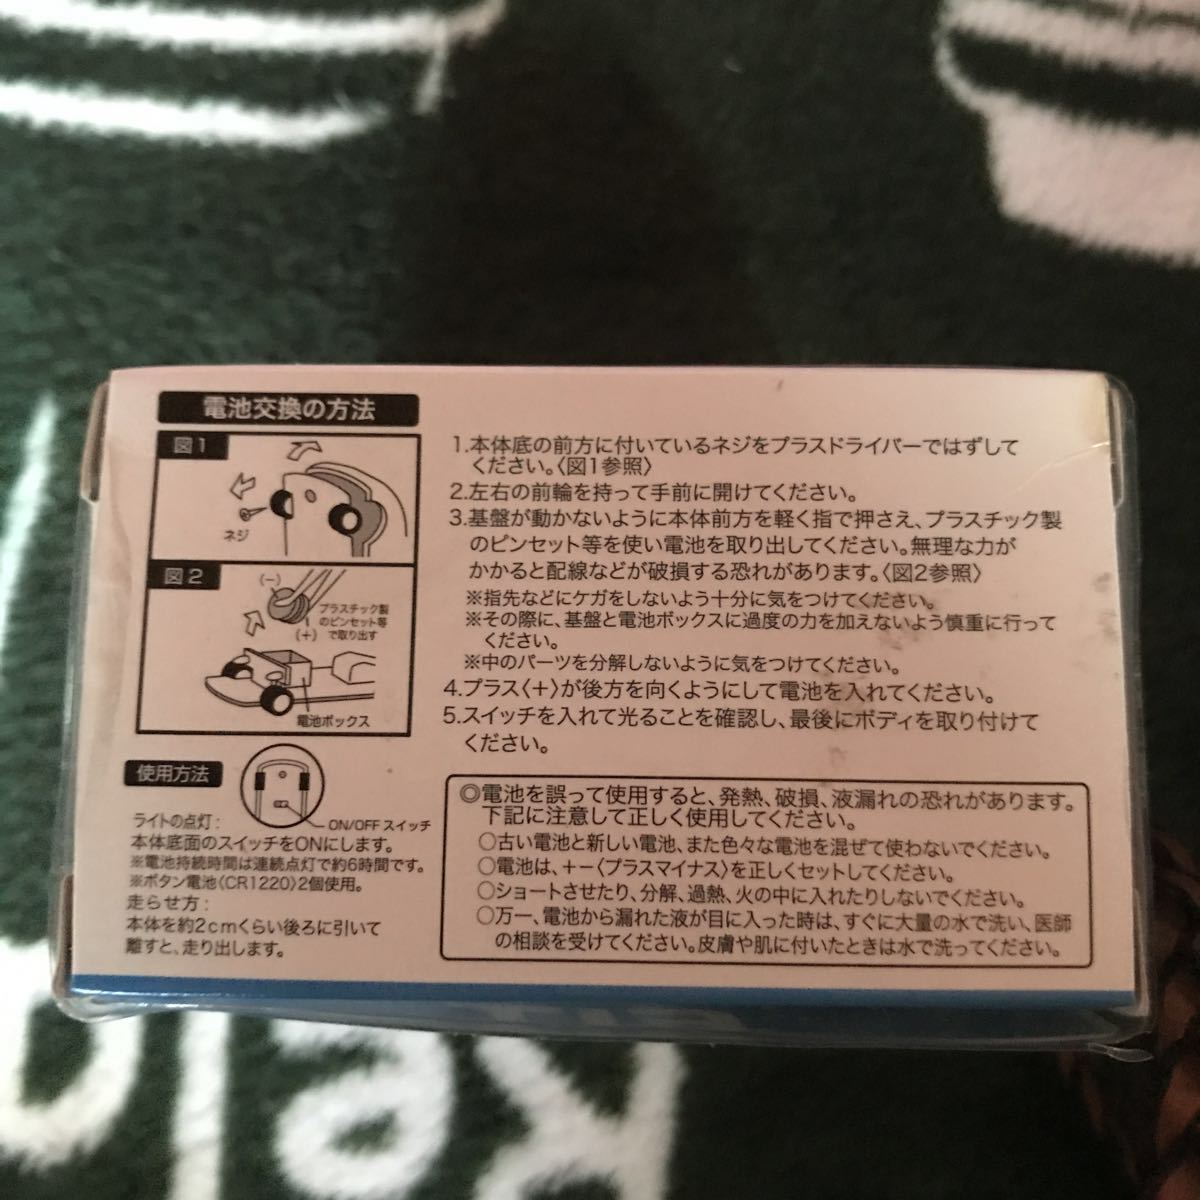 電池交換の方法
図1
ネジ
図2
(−)
プラスチック製
のピンセット等
(+) で取り出す
電池ボックス
1.本体底の前方に付いているネジをプラスドライバーではずして
ください。〈図1参照〉
2.左右の前輪を持って手前に開けてください。
3.基盤が動かないように本体前方を軽く指で押さえ、プラスチック製
のピンセット等を使い電池を取り出してください。無理な力が
かかると配線などが破損する恐れがあります。〈図2参照〉
※指先などにケガをしないよう十分に気をつけてください。
※その際に、基盤と電池ボックスに過度の力を加えないよう慎重に行って
ください。
※中のパーツを分解しないように気をつけてください。
4.プラス〈+〉が後方を向くようにして電池を入れてください。
5.スイッチを入れて光ることを確認し、最後にボディを取り付けて
ください。
使用方法
ON/OFFスイッチ
ライトの点灯:
本体底面のスイッチをONにします。
※電池持続時間は連続点灯で約6時間です。
※ボタン電池〈CR1220〉2個使用。
走らせ方:
本体を約2cmくらい後ろに引いて
離すと、走り出します。
◎電池を誤って使用すると、発熱、破損、液漏れの恐れがあります。
下記に注意して正しく使用してください。
○古い電池と新しい電池、また色々な電池を混ぜて使わないでください。
○電池は、+−〈プラスマイナス〉を正しくセットしてください。
○ショートさせたり、分解、過熱、火の中に入れたりしないでください。
○万一、電池から漏れた液が目に入った時は、すぐに大量の水で洗い、医師
の相談を受けてください。皮膚や肌に付いたときは水で洗ってください。